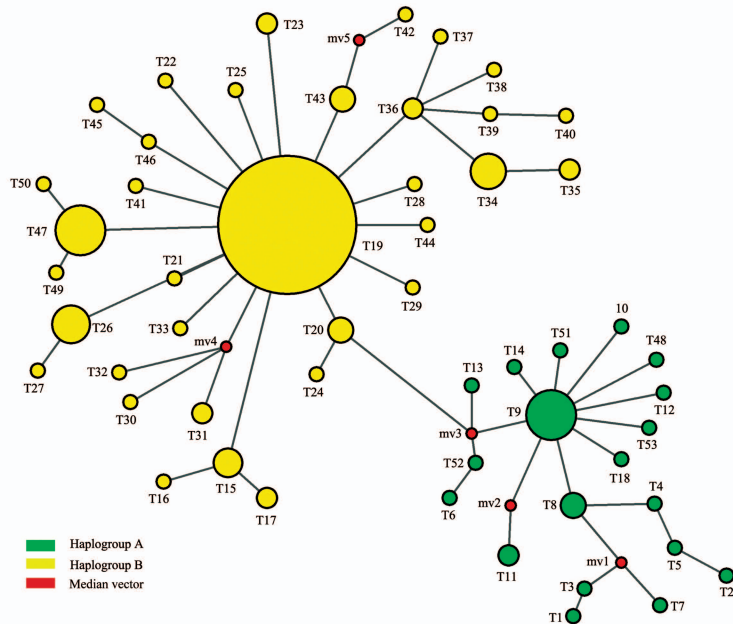 T23
mv5
T42
T37
T22
T25
T38
T43
T36
T45
T39
T40
T46
T50
T41
T28
T34
T35
T47
T44
T19
T21
T49
T29
T26
T33
T20
10
mv4
T51
T48
T32
T13
T14
T27
T24
T12
T30
T9
T31
mv3
T53
T52
T18
T15
T16
T6
mv2
T4
T17
T8
Haplogroup A
T11
T5
mv1
Haplogroup B
T3
T2
Median vector
T7
T1